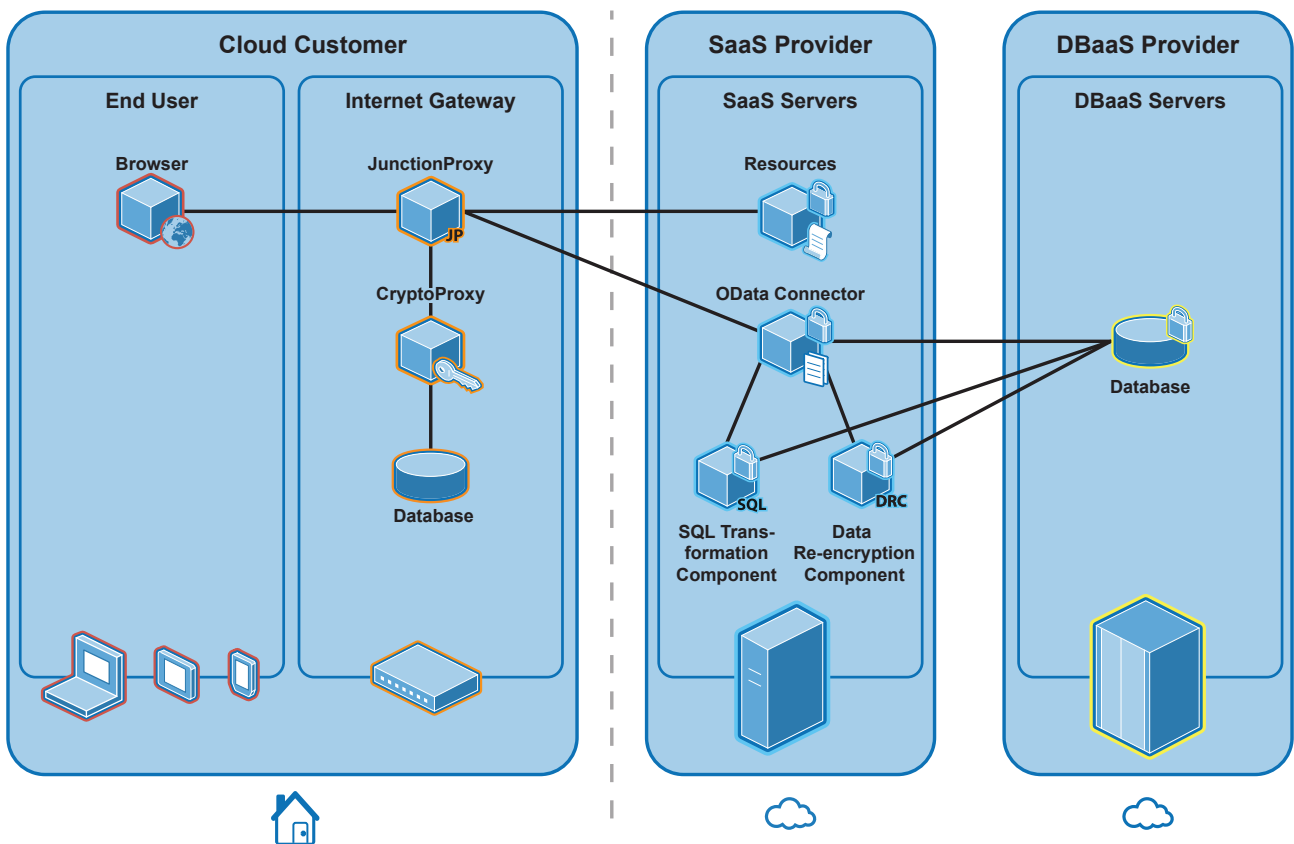 Cloud Customer
SaaS Provider
DBaaS Provider
End User
Internet Gateway
SaaS Servers
DBaaS Servers
Browser
JunctionProxy
Resources
JP
CryptoProxy
OData Connector
Database
SQL
DRC
Database
SQL Trans-
formation
Component
Data
Re-encryption
Component